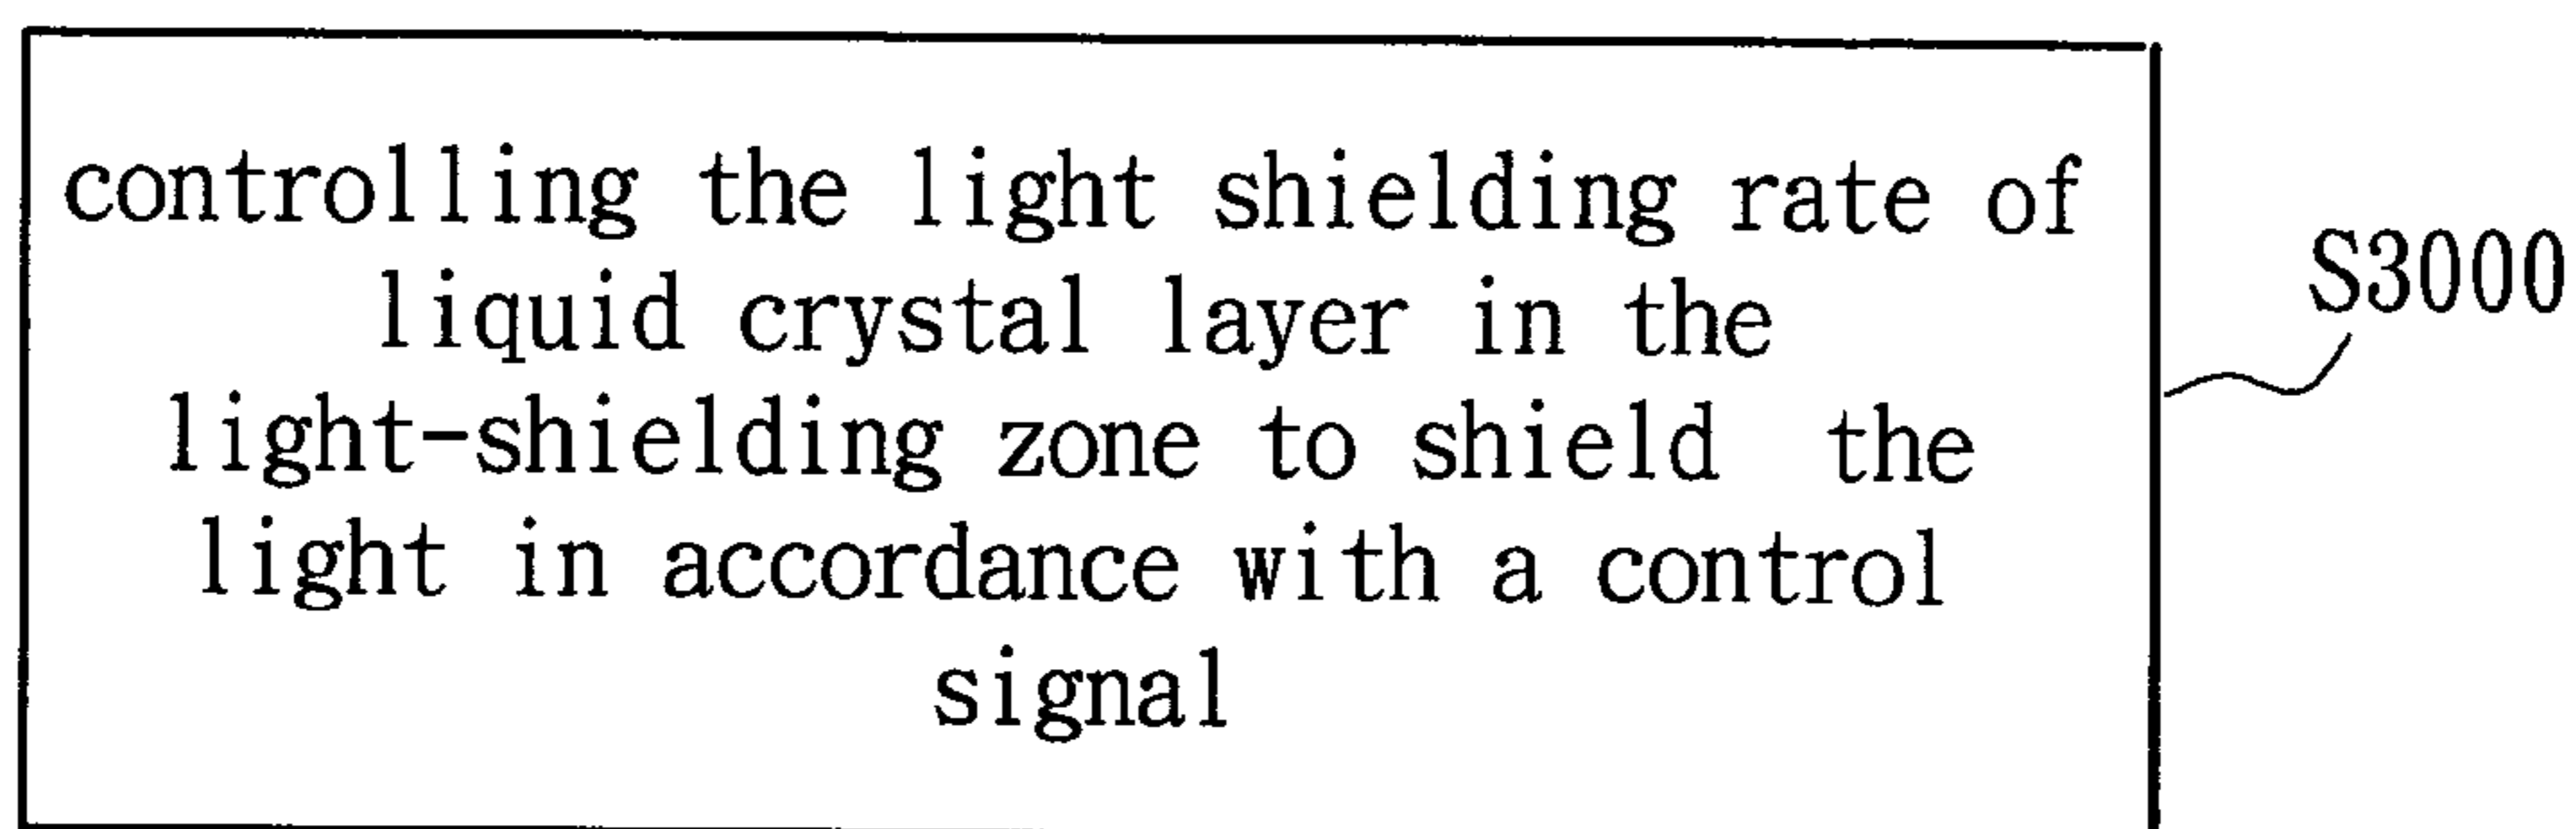 controlling the light shielding rate of
liquid crystal layer in the
light-shielding zone to shield the
light in accordance with a control
signal
S3000